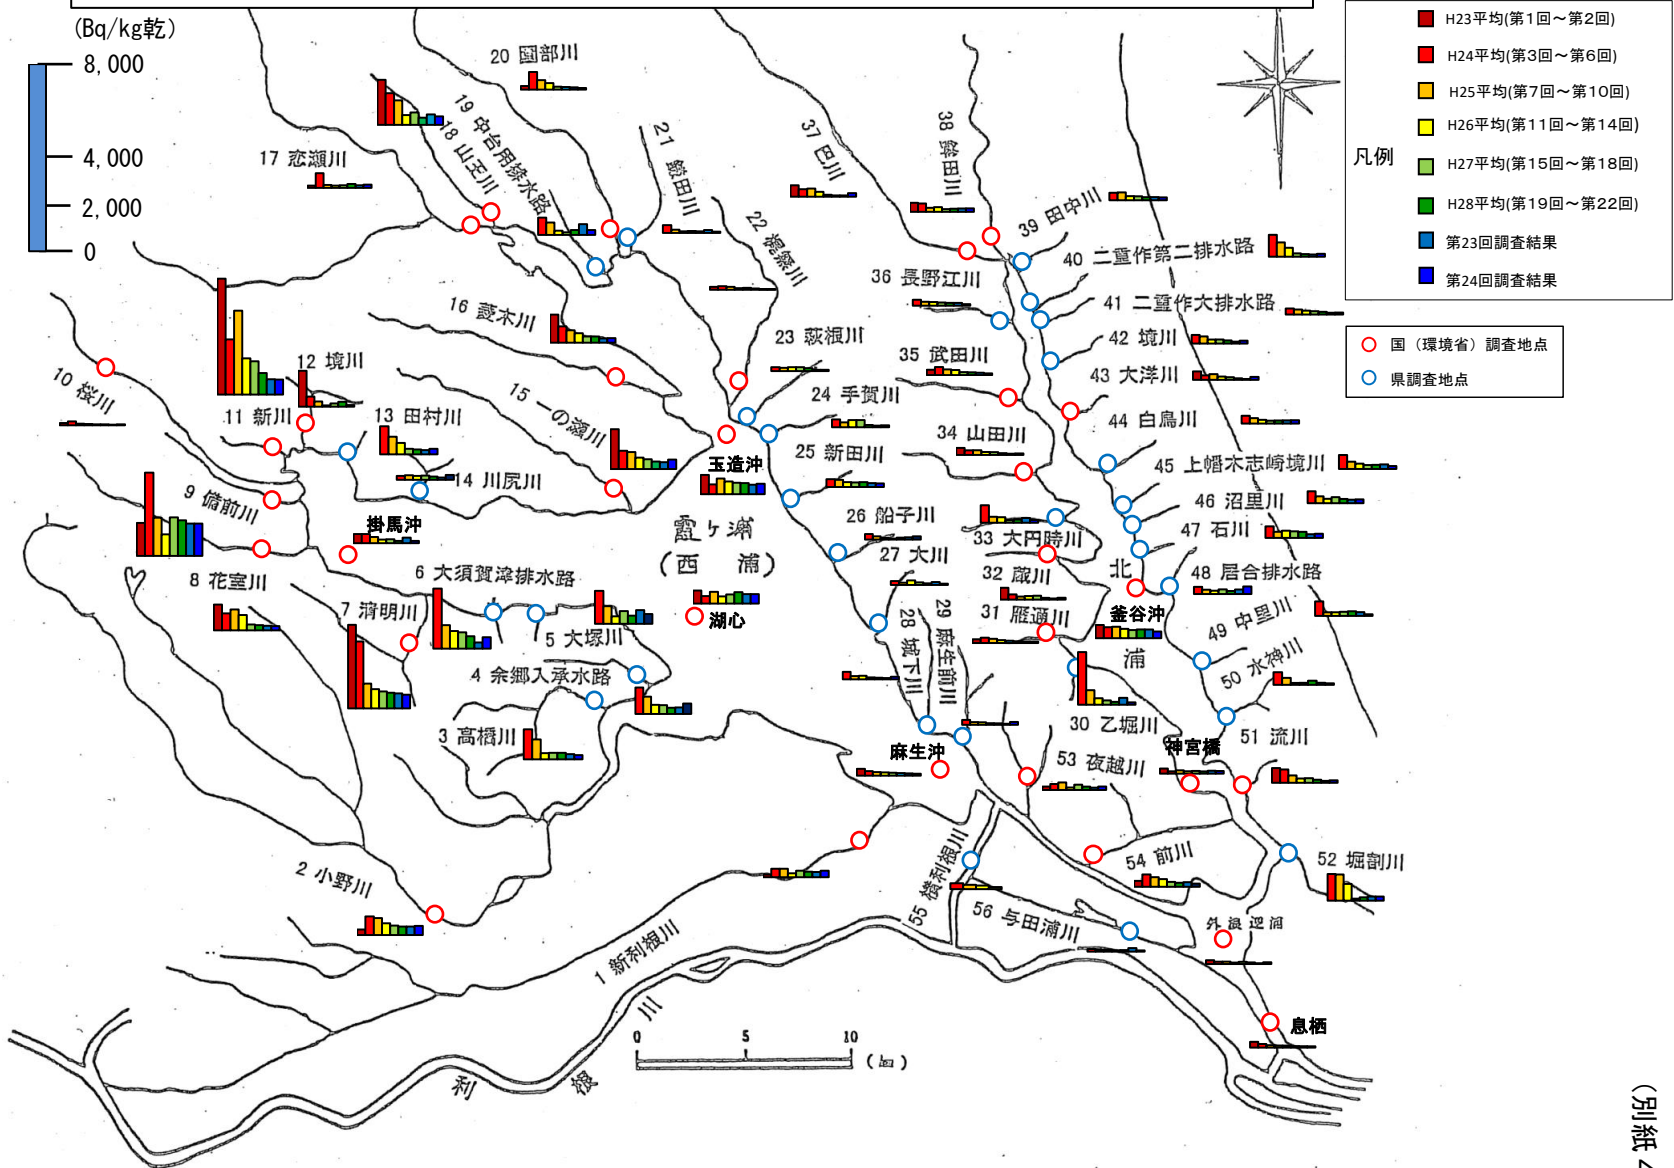 (Bq/kg乾)
8,000
4,000
2,000
0
凡例
H23平均(第1回～第2回)
H24平均(第3回～第6回)
H25平均(第7回～第10回)
H26平均(第11回～第14回)
H27平均(第15回～第18回)
H28平均(第19回～第22回)
第23回調査結果
第24回調査結果
国（環境省）調査地点
県調査地点
20 園部川
19 中台用排水路
18 山王川
17 恋瀬川
21 鎌田川
22 梶無川
37 巴川
38 鉾田川
39 田中川
40 二重作第二排水路
41 二重作大排水路
36 長野江川
42 境川
43 大洋川
35 武田川
44 白鳥川
34 山田川
45 上幡木志崎境川
46 沼里川
47 石川
48 居合排水路
49 中里川
50 水神川
51 流川
52 堀割川
16 菱木川
23 萩根川
24 手賀川
25 新田川
26 船子川
27 大川
28 城下川
29 麻生前川
33 大円時川
32 蔵川
31 雁通川
30 乙堀川
53 夜越川
54 前川
55 横利根川
56 与田浦川
10 桜川
12 境川
11 新川
13 田村川
14 川尻川
15 一の瀬川
9 備前川
8 花室川
7 清明川
6 大須賀津排水路
5 大塚川
4 余郷入承水路
3 高橋川
2 小野川
1 新利根川
玉造沖
掛馬沖
霞ヶ浦
(西 浦)
湖心
麻生沖
北
釜谷沖
浦
神宮橋
外浪逆浦
息栖
利
根
川
0 5 10
(別紙4